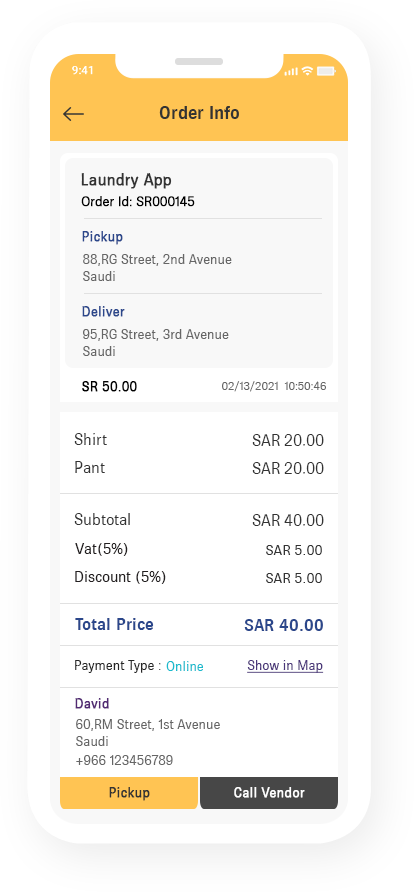 9:41
Order Info
Laundry App
Order Id: SR000145
Pickup
88,RG Street, 2nd Avenue
Saudi
Deliver
95,RG Street, 3rd Avenue
Saudi
SR 50.00 02/13/2021 10:50:46
Shirt SAR 20.00
Pant SAR 20.00
Subtotal SAR 40.00
Vat(5%) SAR 5.00
Discount (5%) SAR 5.00
Total Price SAR 40.00
Payment Type : Online Show in Map
David
60,RM Street, 1st Avenue
Saudi
+966 123456789
Pickup Call Vendor